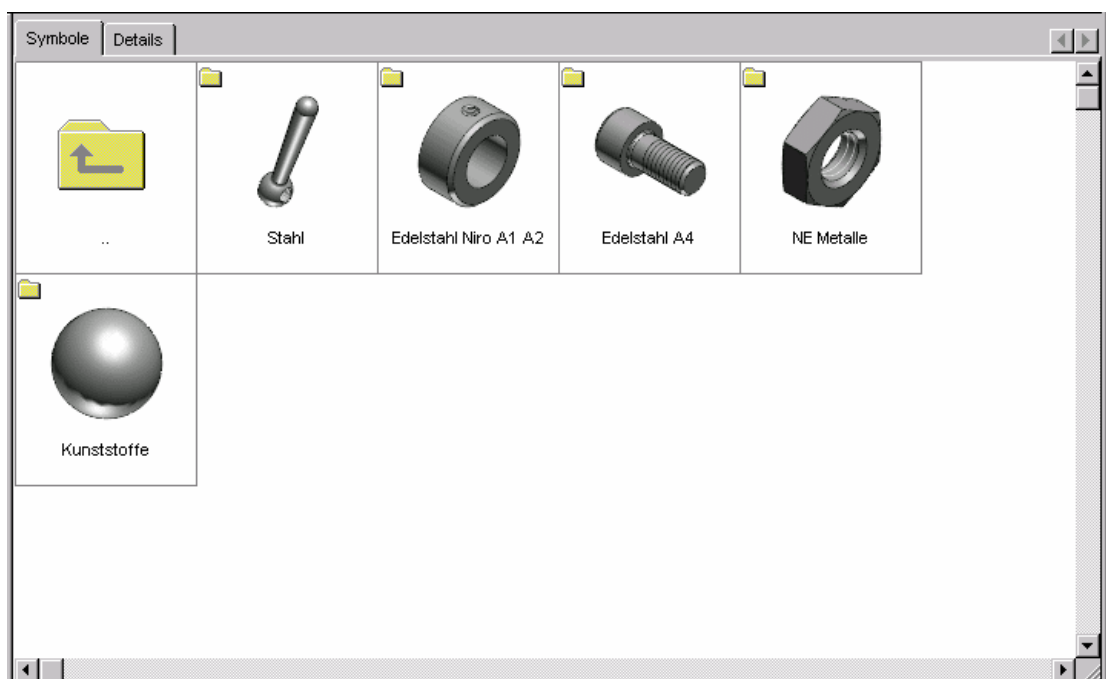 Symbole
Details
..
Stahl
Edelstahl Niro A1 A2
Edelstahl A4
NE Metalle
Kunststoffe